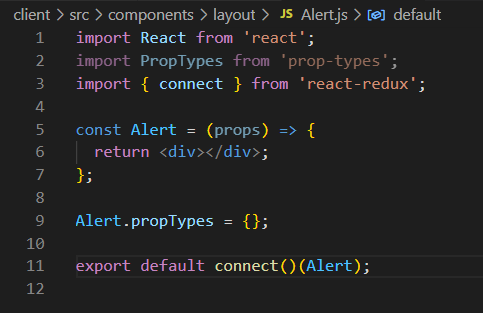 client > src > components > layout > JS Alert.js > default
1 import React from 'react';
2 import PropTypes from 'prop-types';
3 import { connect } from 'react-redux';
4
5 const Alert = (props) => {
6   return <div></div>;
7 };
8
9 Alert.propTypes = {};
10
11 export default connect()(Alert);
12